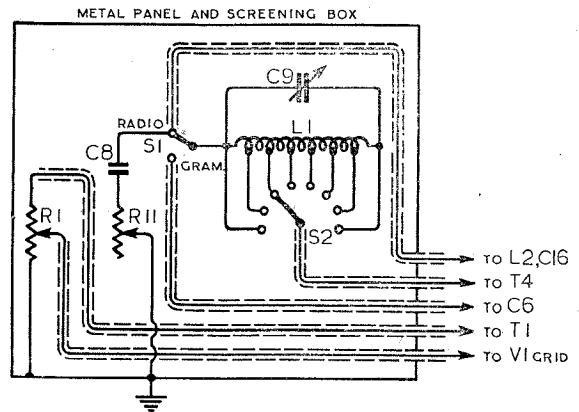 METAL PANEL AND SCREENING BOX
C9
RADIO
L1
C8
S1
GRAM.
R1
R11
S2
TO L2,C16
TO T4
TO C6
TO T1
TO V1 GRID